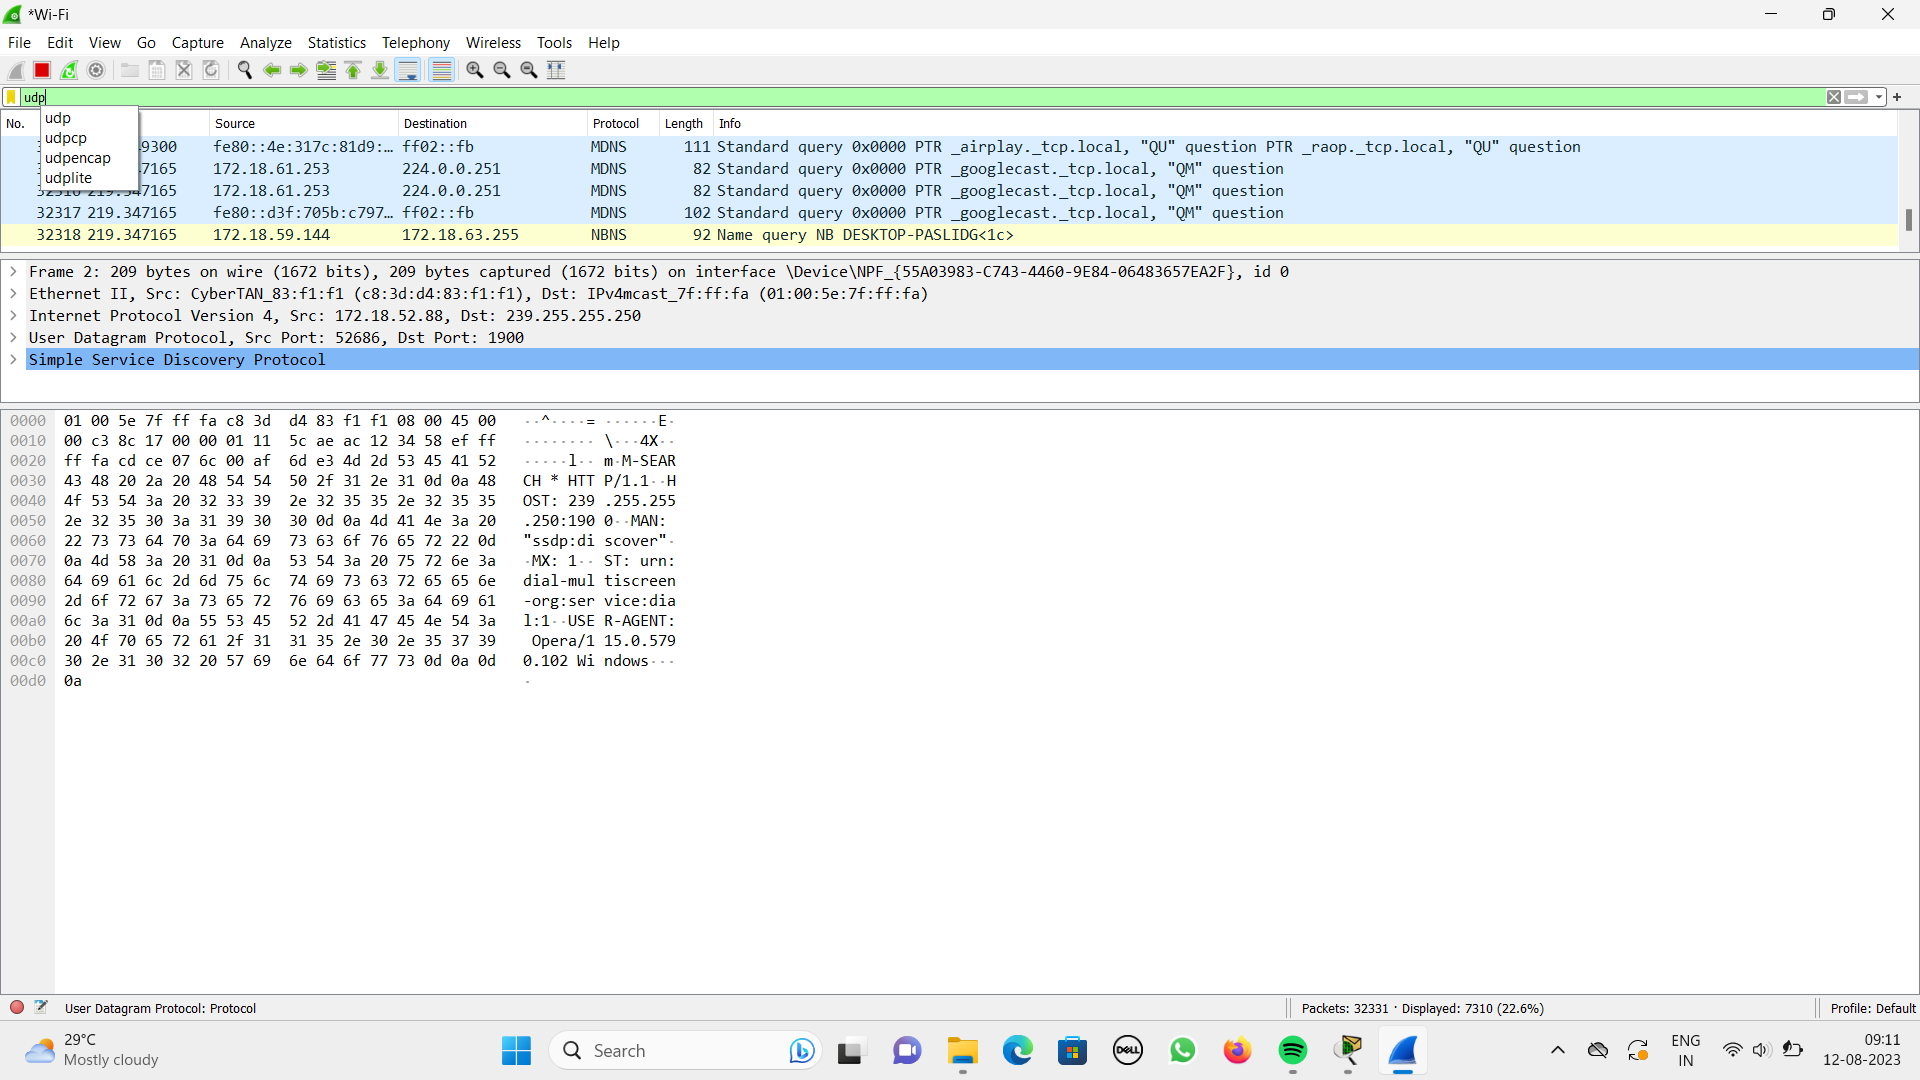 *Wi-Fi
File Edit View Go Capture Analyze Statistics Telephony Wireless Tools Help
udp
udp
udpcp
udpencap
udplite
No. Source Destination Protocol Length Info
9300 fe80::4e:317c:81d9:… ff02::fb MDNS 111 Standard query 0x0000 PTR _airplay._tcp.local, "QU" question PTR _raop._tcp.local, "QU" question
47165 172.18.61.253 224.0.0.251 MDNS 82 Standard query 0x0000 PTR _googlecast._tcp.local, "QM" question
32316 219.347165 172.18.61.253 224.0.0.251 MDNS 82 Standard query 0x0000 PTR _googlecast._tcp.local, "QM" question
32317 219.347165 fe80::d3f:705b:c797… ff02::fb MDNS 102 Standard query 0x0000 PTR _googlecast._tcp.local, "QM" question
32318 219.347165 172.18.59.144 172.18.63.255 NBNS 92 Name query NB DESKTOP-PASLIDG<1c>
Frame 2: 209 bytes on wire (1672 bits), 209 bytes captured (1672 bits) on interface \Device\NPF_{55A03983-C743-4460-9E84-06483657EA2F}, id 0
Ethernet II, Src: CyberTAN_83:f1:f1 (c8:3d:d4:83:f1:f1), Dst: IPv4mcast_7f:ff:fa (01:00:5e:7f:ff:fa)
Internet Protocol Version 4, Src: 172.18.52.88, Dst: 239.255.255.250
User Datagram Protocol, Src Port: 52686, Dst Port: 1900
Simple Service Discovery Protocol
0000 01 00 5e 7f ff fa c8 3d d4 83 f1 f1 08 00 45 00 ··^····= ······E·
0010 00 c3 8c 17 00 00 01 11 5c ae ac 12 34 58 ef ff ········ \···4X··
0020 ff fa cd ce 07 6c 00 af 6d e3 4d 2d 53 45 41 52 ·····l·· m·M-SEAR
0030 43 48 20 2a 20 48 54 54 50 2f 31 2e 31 0d 0a 48 CH * HTT P/1.1··H
0040 4f 53 54 3a 20 32 33 39 2e 32 35 35 2e 32 35 35 OST: 239 .255.255
0050 2e 32 35 30 3a 31 39 30 30 0d 0a 4d 41 4e 3a 20 .250:190 0··MAN:
0060 22 73 73 64 70 3a 64 69 73 63 6f 76 65 72 22 0d "ssdp:di scover"·
0070 0a 4d 58 3a 20 31 0d 0a 53 54 3a 20 75 72 6e 3a ·MX: 1·· ST: urn:
0080 64 69 61 6c 2d 6d 75 6c 74 69 73 63 72 65 65 6e dial-mul tiscreen
0090 2d 6f 72 67 3a 73 65 72 76 69 63 65 3a 64 69 61 -org:ser vice:dia
00a0 6c 3a 31 0d 0a 55 53 45 52 2d 41 47 45 4e 54 3a l:1··USE R-AGENT:
00b0 20 4f 70 65 72 61 2f 31 31 35 2e 30 2e 35 37 39 Opera/1 15.0.579
00c0 30 2e 31 30 32 20 57 69 6e 64 6f 77 73 0d 0a 0d 0.102 Wi ndows···
00d0 0a ·
User Datagram Protocol: Protocol Packets: 32331 · Displayed: 7310 (22.6%) Profile: Default
29°C
Mostly cloudy
Search
DELL
ENG
IN
09:11
12-08-2023